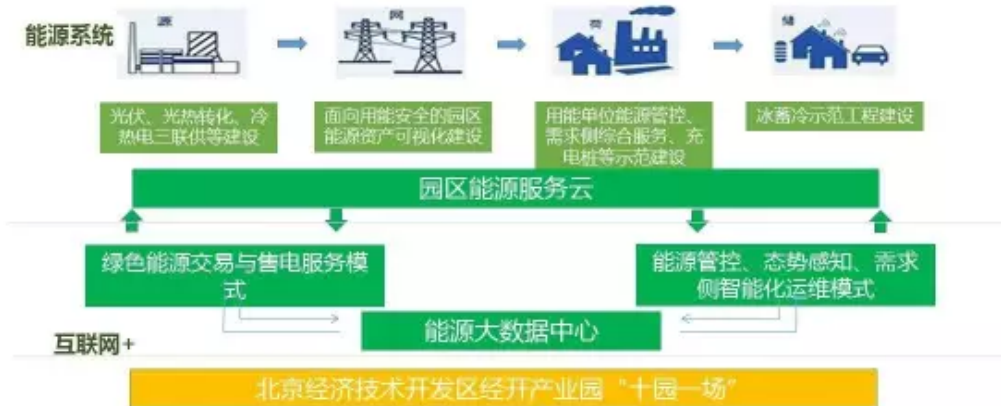 能源系统
源
网
荷
储
光伏、光热转化、冷
热电三联供等建设
面向用能安全的园区
能源资产可视化建设
用能单位能源管控、
需求侧综合服务、充
电桩等示范建设
冰蓄冷示范工程建设
园区能源服务云
绿色能源交易与售电服务模
式
能源管控、态势感知、需求
侧智能化运维模式
能源大数据中心
互联网+
北京经济技术开发区经开产业园“十园一场”